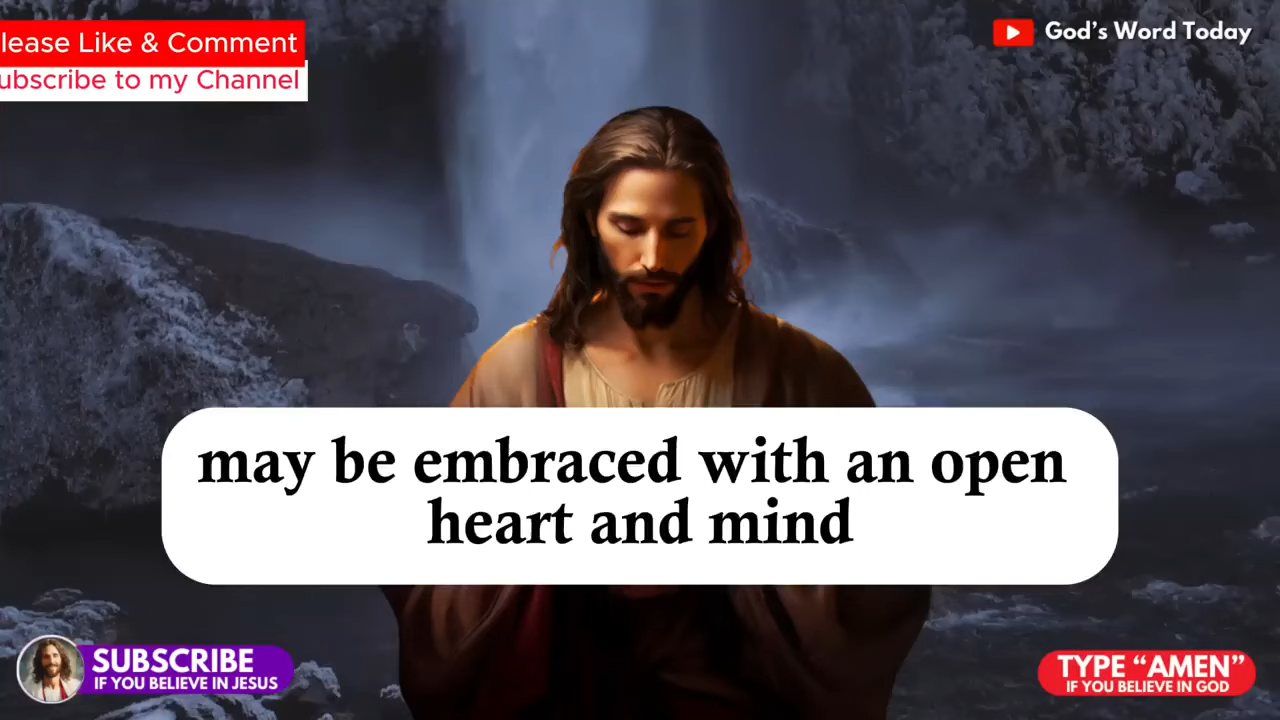 lease Like & Comment
ubscribe to my Channel
God's Word Today
may be embraced with an open
heart and mind
SUBSCRIBE
IF YOU BELIEVE IN JESUS
TYPE “AMEN”
IF YOU BELIEVE IN GOD